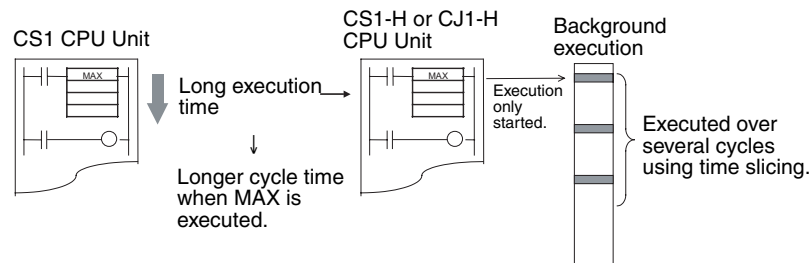 CS1 CPU Unit
MAX
Long execution
time
Longer cycle time
when MAX is
executed.
CS1-H or CJ1-H
CPU Unit
MAX
Execution
only
started.
Background
execution
Executed over
several cycles
using time slicing.